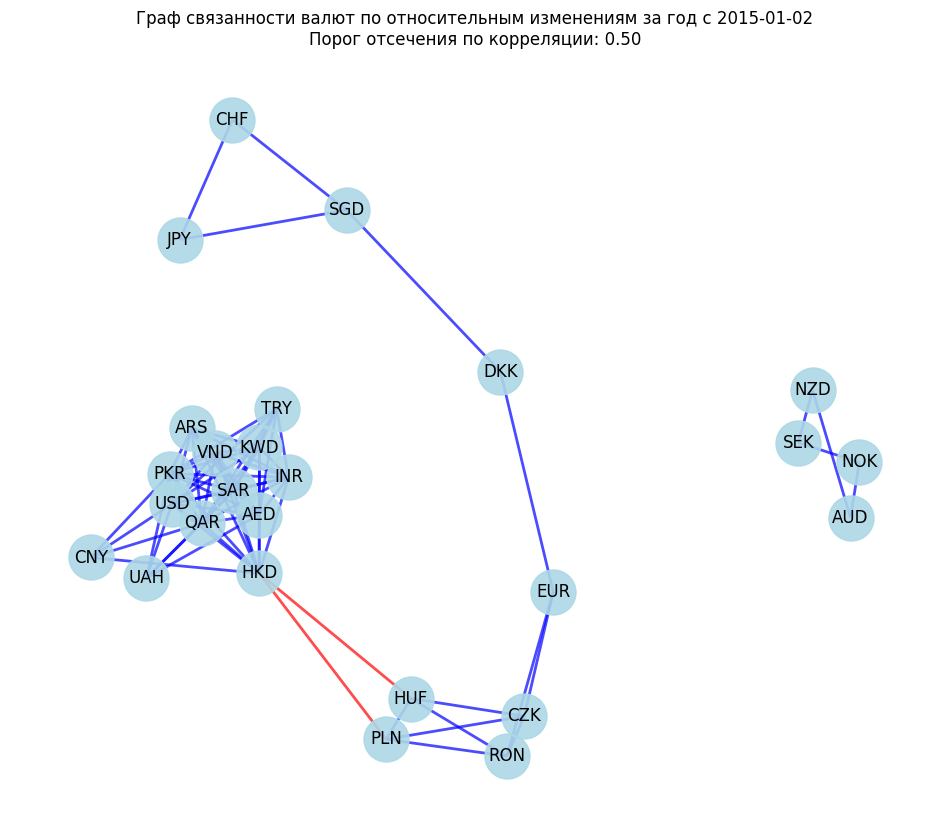 Граф связанности валют по относительным изменениям за год с 2015-01-02
Порог отсечения по корреляции: 0.50
CHF
SGD
JPY
DKK
NZD
TRY
ARS
SEK
KWD
VND
NOK
PKR
INR
SAR
USD
AED
AUD
QAR
CNY
HKD
UAH
EUR
HUF
CZK
PLN
RON